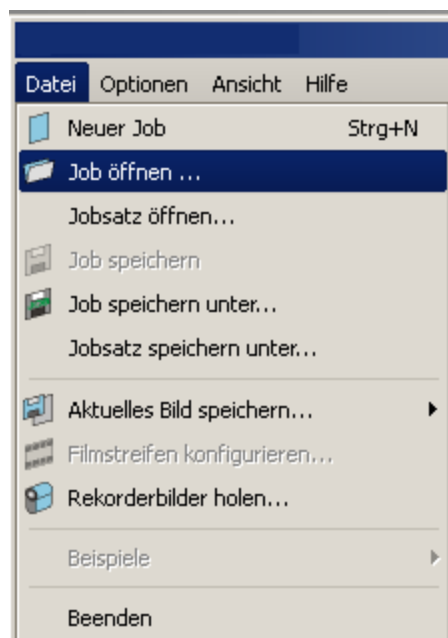 Datei Optionen Ansicht Hilfe
Neuer Job Strg+N
Job öffnen ...
Jobsatz öffnen...
Job speichern
Job speichern unter...
Jobsatz speichern unter...
Aktuelles Bild speichern...
Filmstreifen konfigurieren...
Rekorderbilder holen...
Beispiele
Beenden